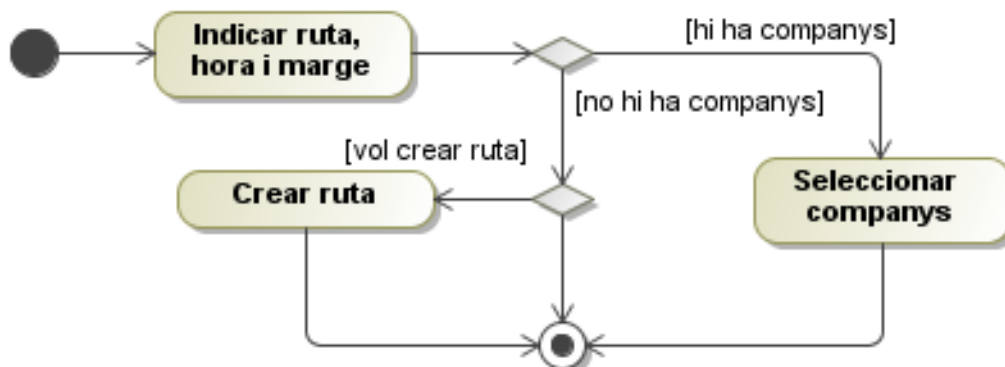 Indicar ruta,
hora i marge
[hi ha companys]
[no hi ha companys]
[vol crear ruta]
Crear ruta
Seleccionar
companys